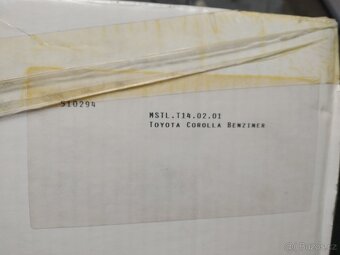 510294
MSTL.T14.02.01
TOYOTA COROLLA BENZINER